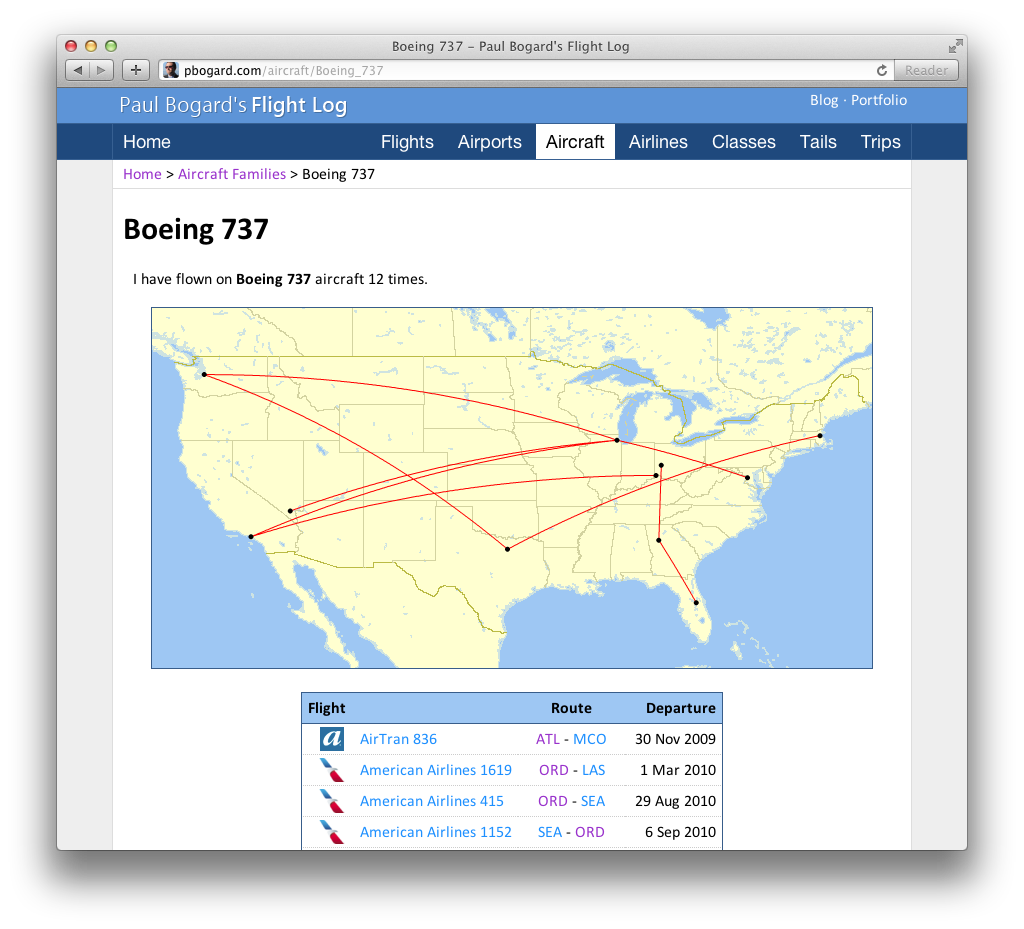 Boeing 737 – Paul Bogard's Flight Log
pbogard.com/aircraft/Boeing_737
Reader
Paul Bogard's Flight Log
Blog · Portfolio
Home Flights Airports Aircraft Airlines Classes Tails Trips
Home > Aircraft Families > Boeing 737
Boeing 737
I have flown on Boeing 737 aircraft 12 times.
Flight Route Departure
a AirTran 836 ATL - MCO 30 Nov 2009
American Airlines 1619 ORD - LAS 1 Mar 2010
American Airlines 415 ORD - SEA 29 Aug 2010
American Airlines 1152 SEA - ORD 6 Sep 2010